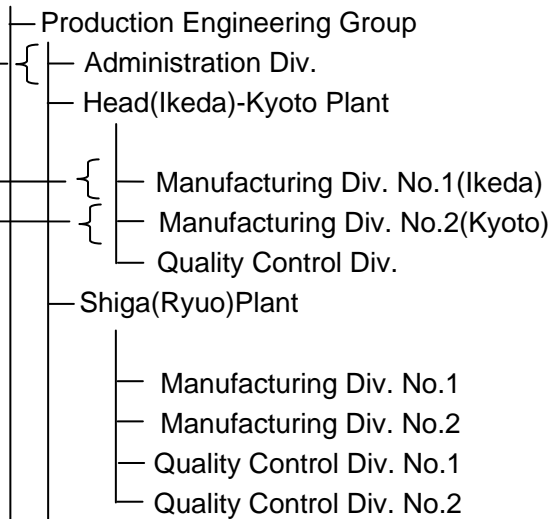 Production Engineering Group
Administration Div.
Head(Ikeda)-Kyoto Plant
Manufacturing Div. No.1(Ikeda)
Manufacturing Div. No.2(Kyoto)
Quality Control Div.
Shiga(Ryuo)Plant
Manufacturing Div. No.1
Manufacturing Div. No.2
Quality Control Div. No.1
Quality Control Div. No.2